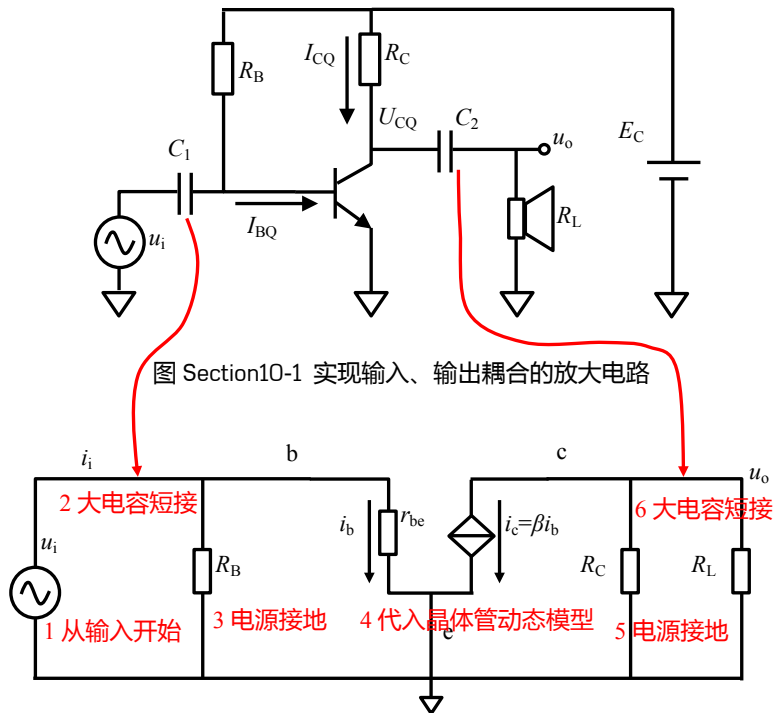 I_CQ
R_B
R_C
U_CQ
C_2
u_o
E_C
C_1
u_i
I_BQ
R_L
图 Section10-1 实现输入、输出耦合的放大电路
i_i
b
c
u_o
2 大电容短接
6 大电容短接
u_i
i_b
r_be
i_c=βi_b
R_B
R_C
R_L
1 从输入开始
3 电源接地
4 代入晶体管动态模型
e
5 电源接地